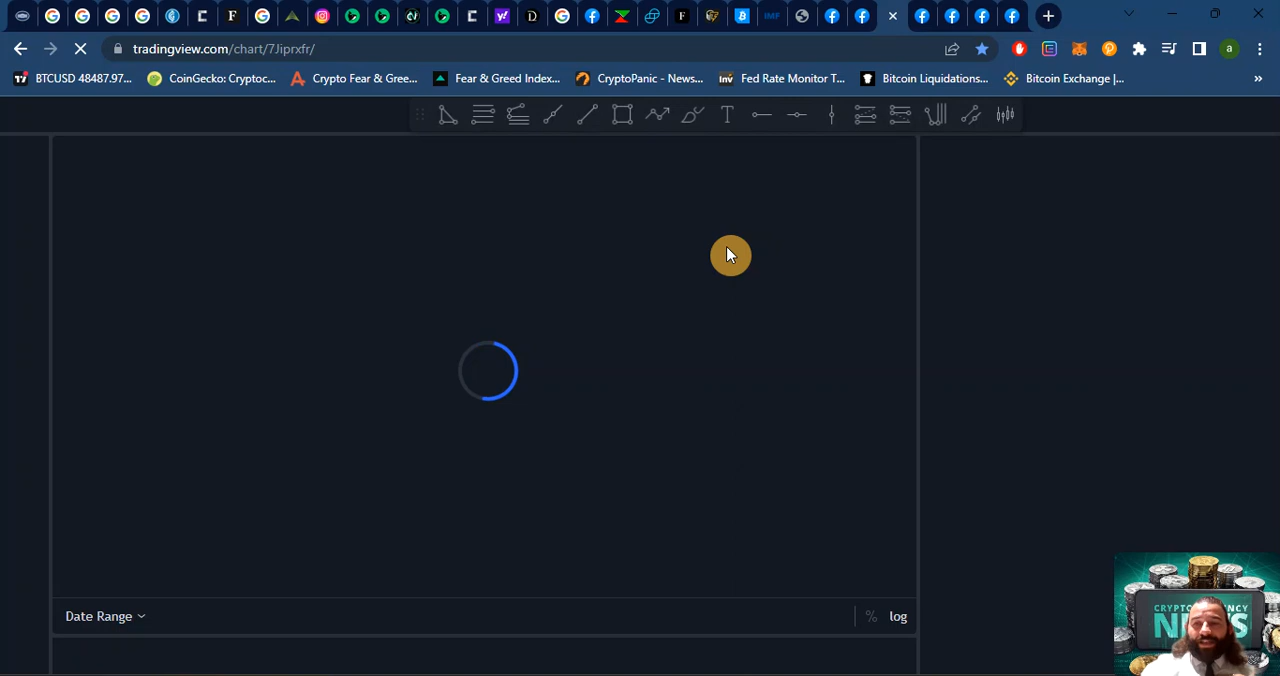 tradingview.com/chart/7Jiprxfr/
BTCUSD 48487.97... CoinGecko: Cryptoc... Crypto Fear & Gree... Fear & Greed Index... CryptoPanic - News... Fed Rate Monitor T... Bitcoin Liquidations... Bitcoin Exchange |... »
T
Date Range % log
CRYPTOCURRENCY
NEWS